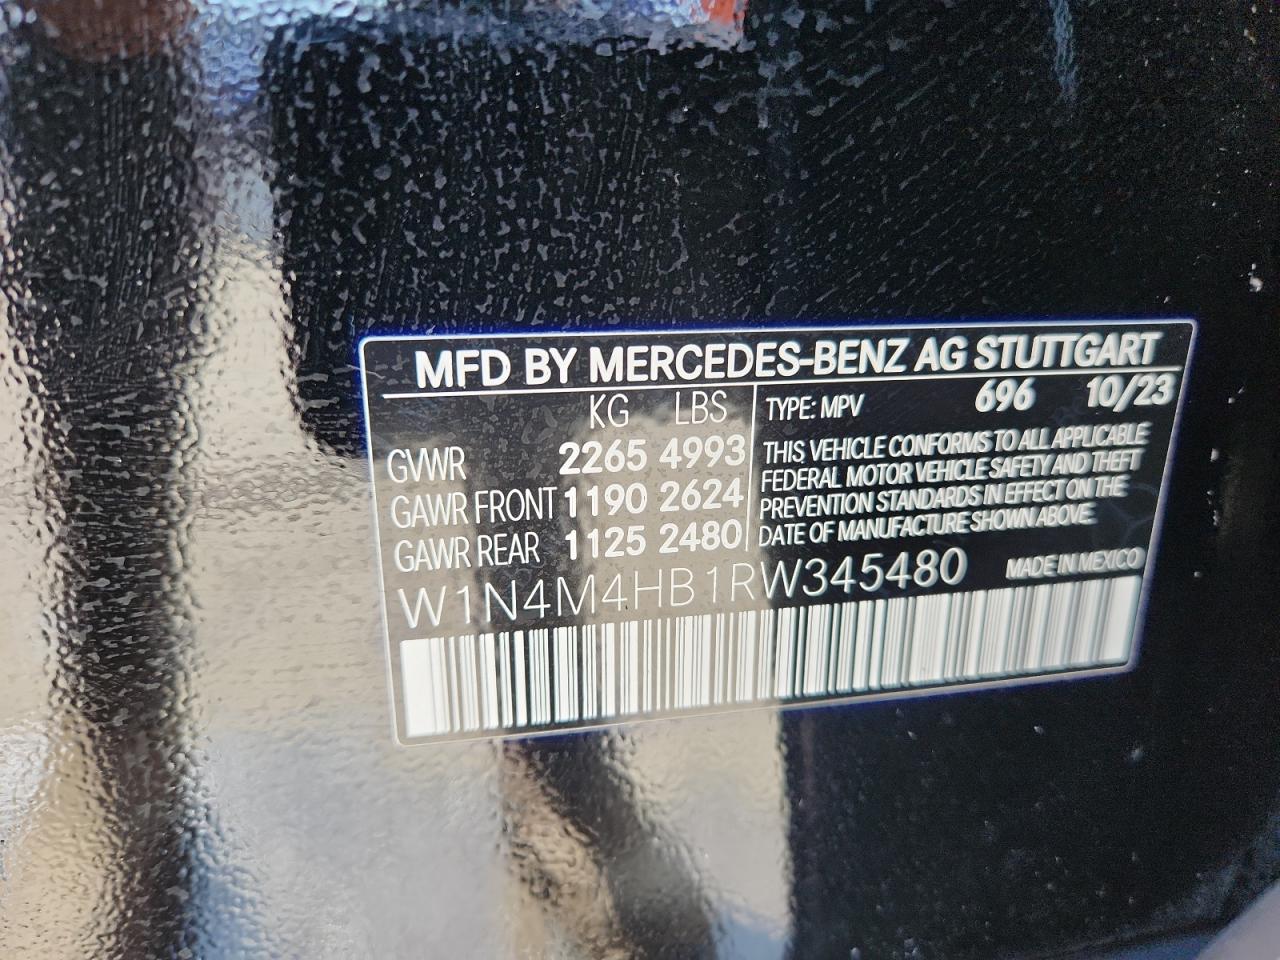 MFD BY MERCEDES-BENZ AG STUTTGART
KG LBS
GVWR 2265 4993
GAWR FRONT 1190 2624
GAWR REAR 1125 2480
TYPE: MPV 696 10/23
THIS VEHICLE CONFORMS TO ALL APPLICABLE
FEDERAL MOTOR VEHICLE SAFETY AND THEFT
PREVENTION STANDARDS IN EFFECT ON THE
DATE OF MANUFACTURE SHOWN ABOVE.
W1N4M4HB1RW345480 MADE IN MEXICO